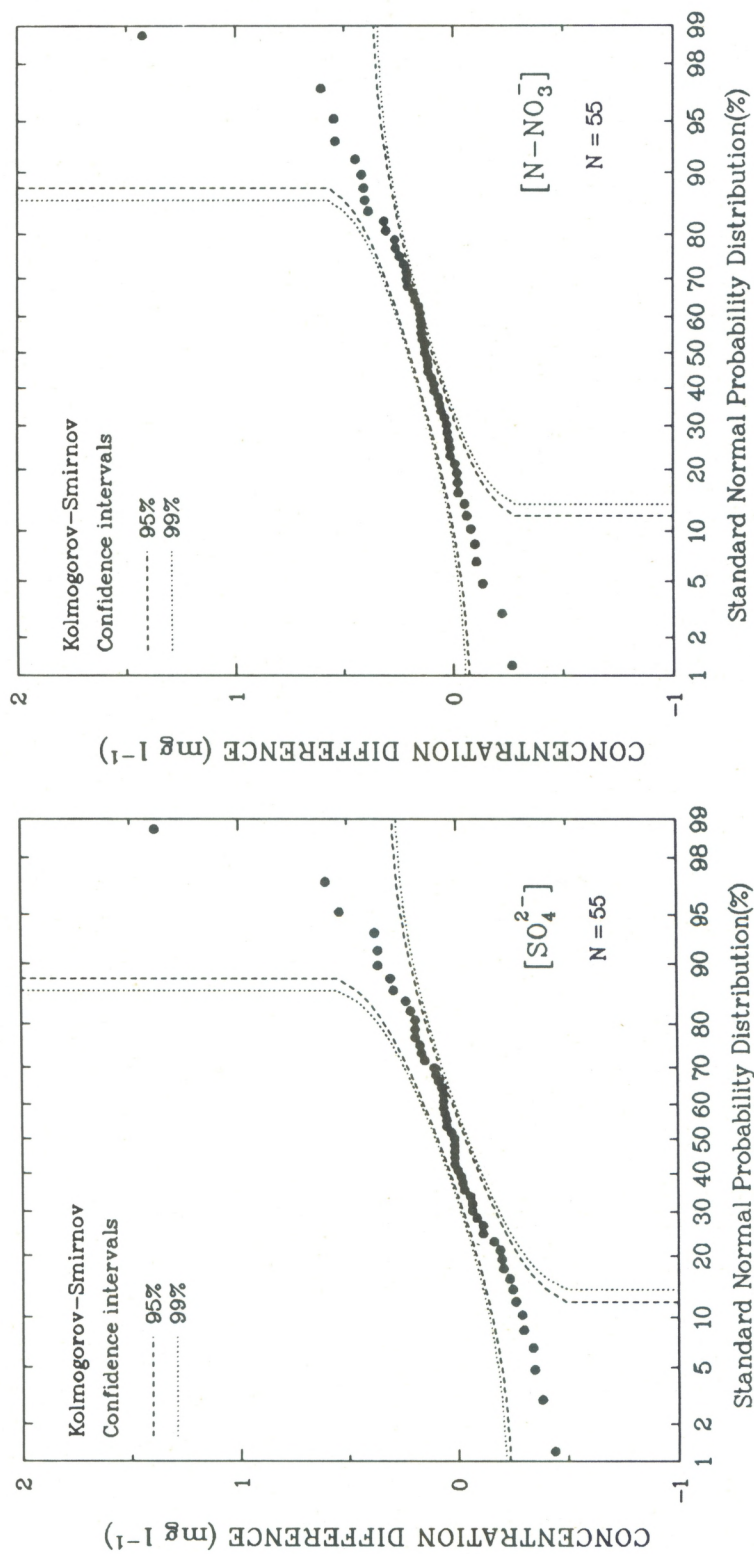 CONCENTRATION DIFFERENCE (mg l⁻¹)
2
1
0
-1
Kolmogorov-Smirnov
Confidence intervals
95%
99%
[SO₄²⁻]
N = 55
1 2 5 10 20 30 40 50 60 70 80 90 95 98 99
Standard Normal Probability Distribution(%)
CONCENTRATION DIFFERENCE (mg l⁻¹)
2
1
0
-1
Kolmogorov-Smirnov
Confidence intervals
95%
99%
[N-NO₃⁻]
N = 55
1 2 5 10 20 30 40 50 60 70 80 90 95 98 99
Standard Normal Probability Distribution(%)